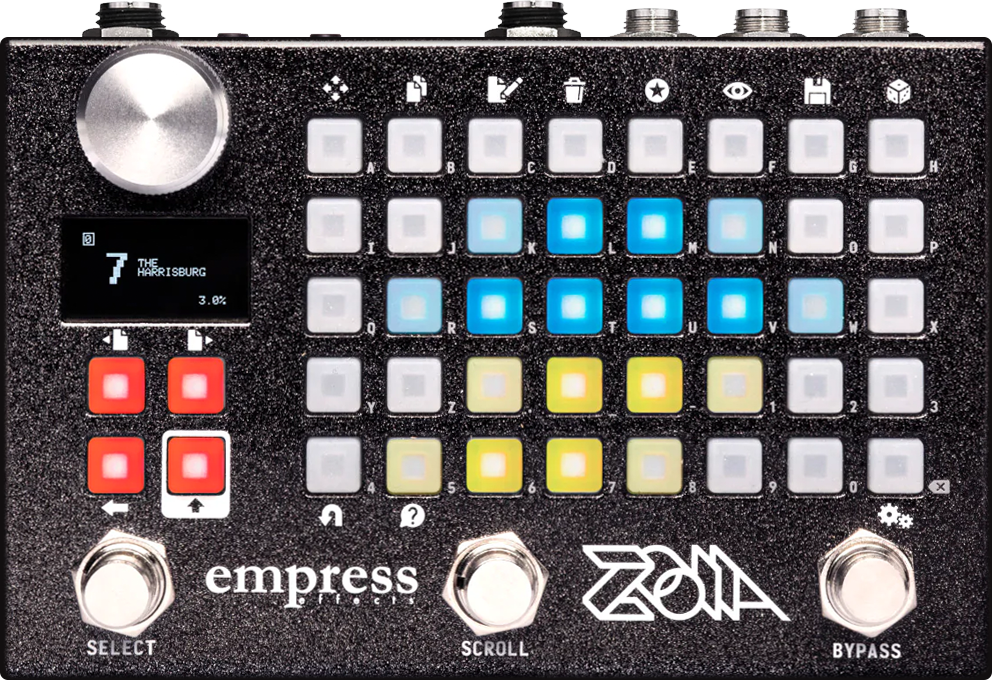 A B C D E F G H
I J K L M N O P
0
7 THE
HARRISBURG
3.0%
Q R S T U V W X
Y Z . _ - 1 2 3
4 5 6 7 8 9 0
?
empress
effects
ZOIA
SELECT
SCROLL
BYPASS